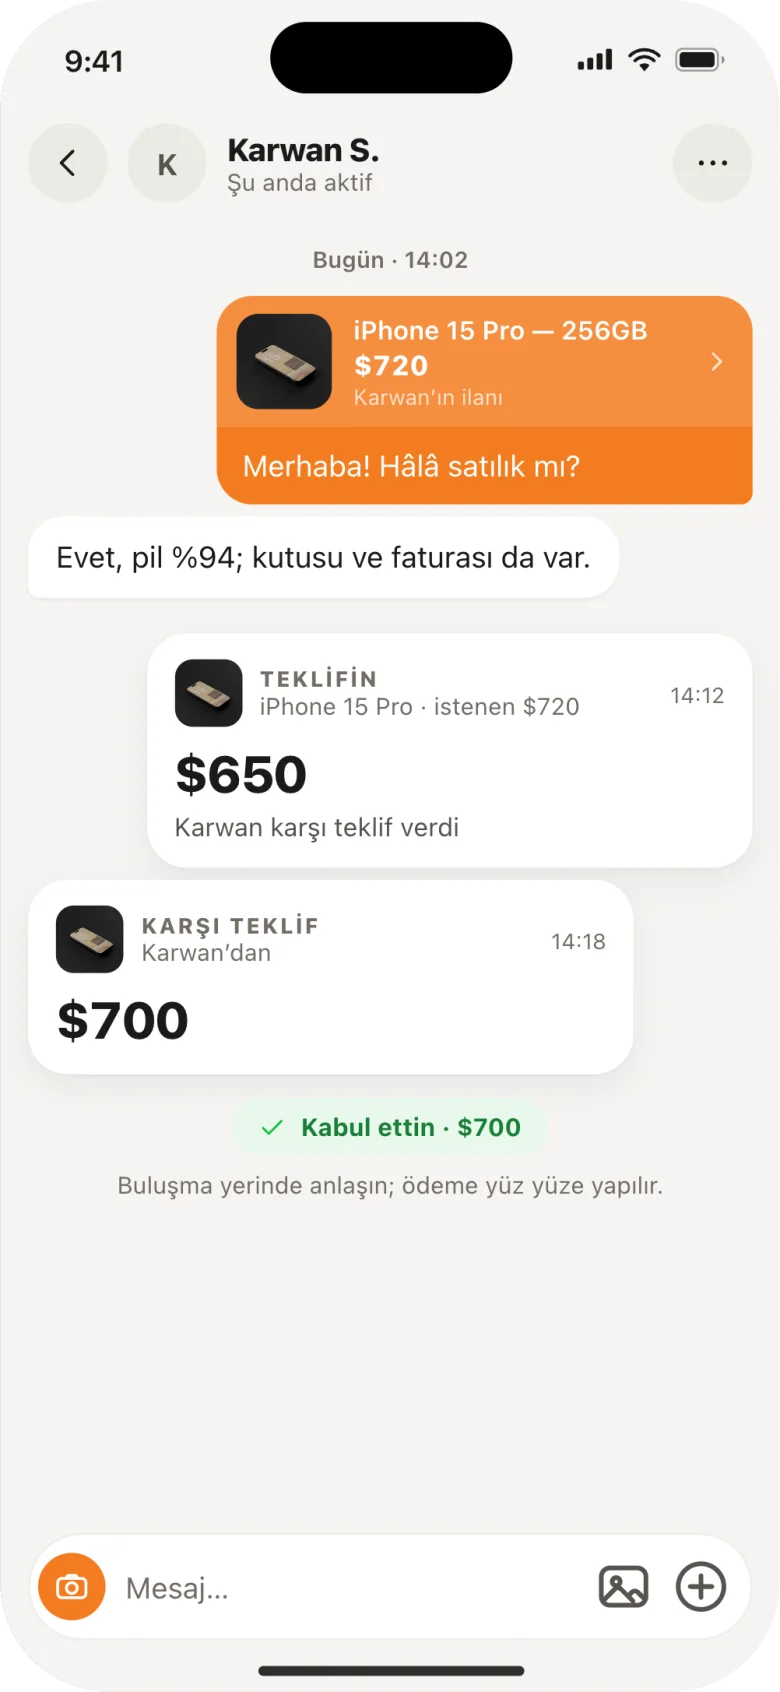 9:41
K
Karwan S.
Şu anda aktif
Bugün · 14:02
iPhone 15 Pro — 256GB
$720
Karwan’ın ilanı
Merhaba! Hâlâ satılık mı?
Evet, pil %94; kutusu ve faturası da var.
TEKLİFİN
iPhone 15 Pro · istenen $720
14:12
$650
Karwan karşı teklif verdi
KARŞI TEKLİF
Karwan’dan
14:18
$700
Kabul ettin · $700
Buluşma yerinde anlaşın; ödeme yüz yüze yapılır.
Mesaj...